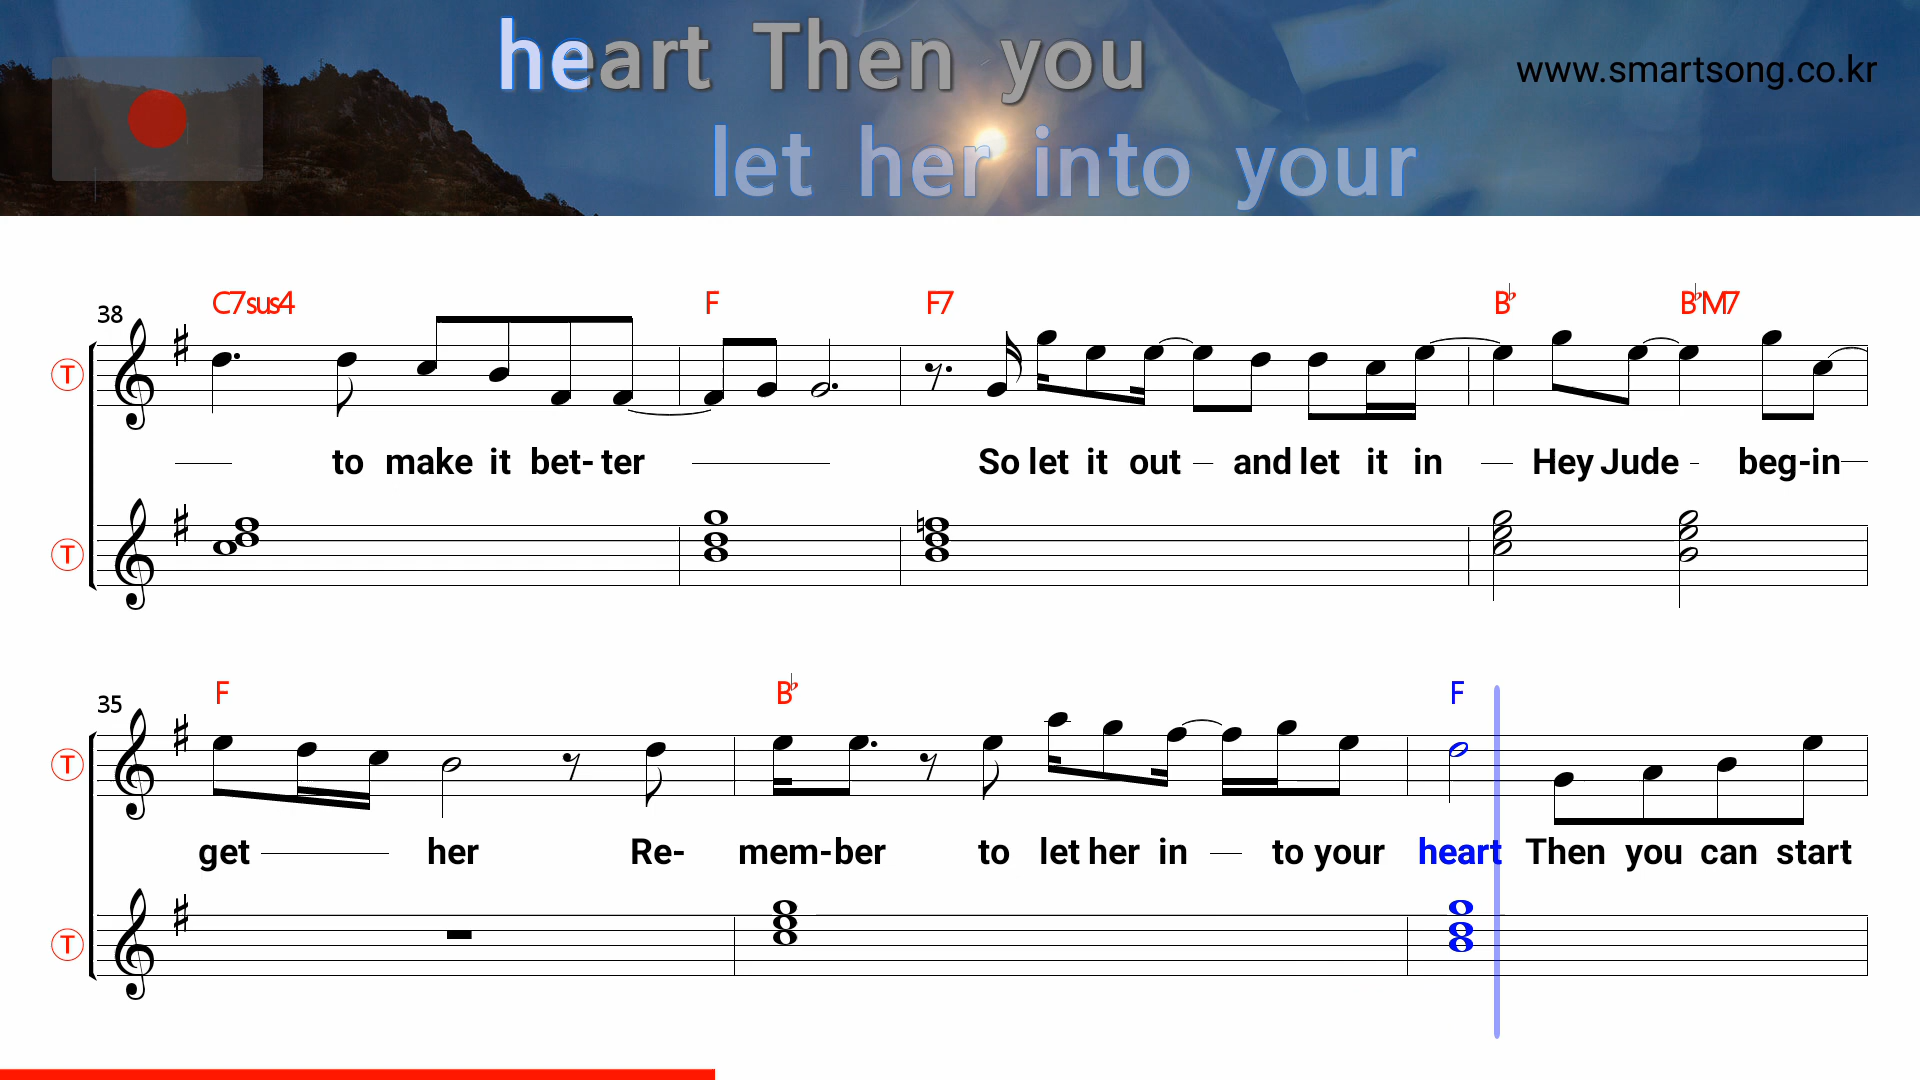 heart Then you
www.smartsong.co.kr
let her into your
C7sus4 F F7 B♭ B♭M7
38
T
to make it bet- ter So let it out and let it in Hey Jude beg-in
T
F B♭ F
35
T
get her Re- mem-ber to let her in to your heart Then you can start
T